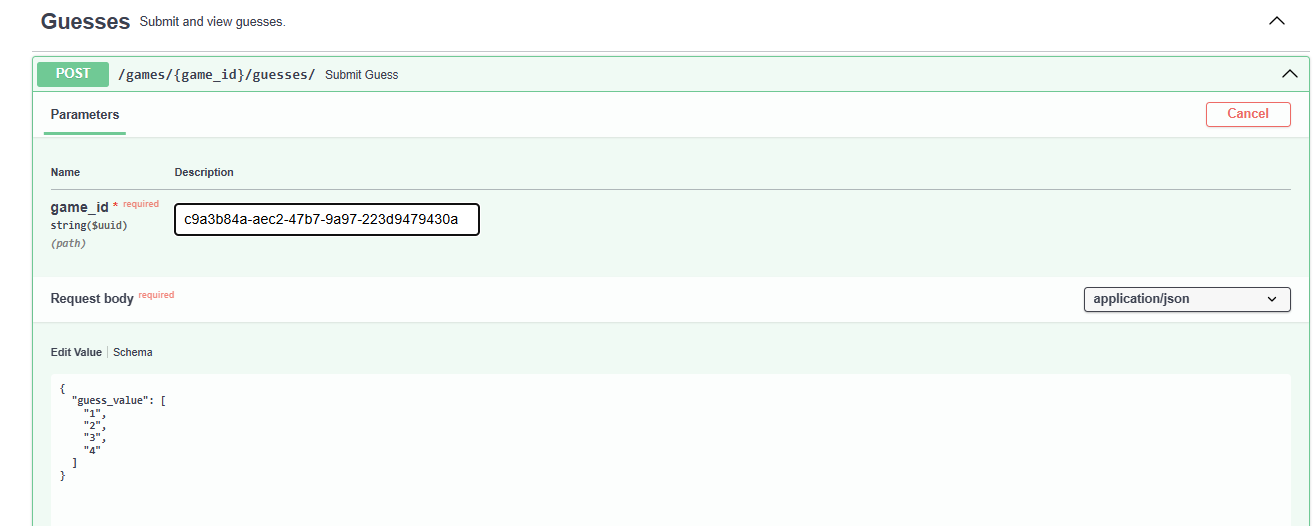 Guesses Submit and view guesses.
POST /games/{game_id}/guesses/ Submit Guess
Parameters Cancel
Name Description
game_id * required c9a3b84a-aec2-47b7-9a97-223d9479430a
string($uuid)
(path)
Request body required application/json
Edit Value Schema
{
  "guess_value": [
    "1",
    "2",
    "3",
    "4"
  ]
}